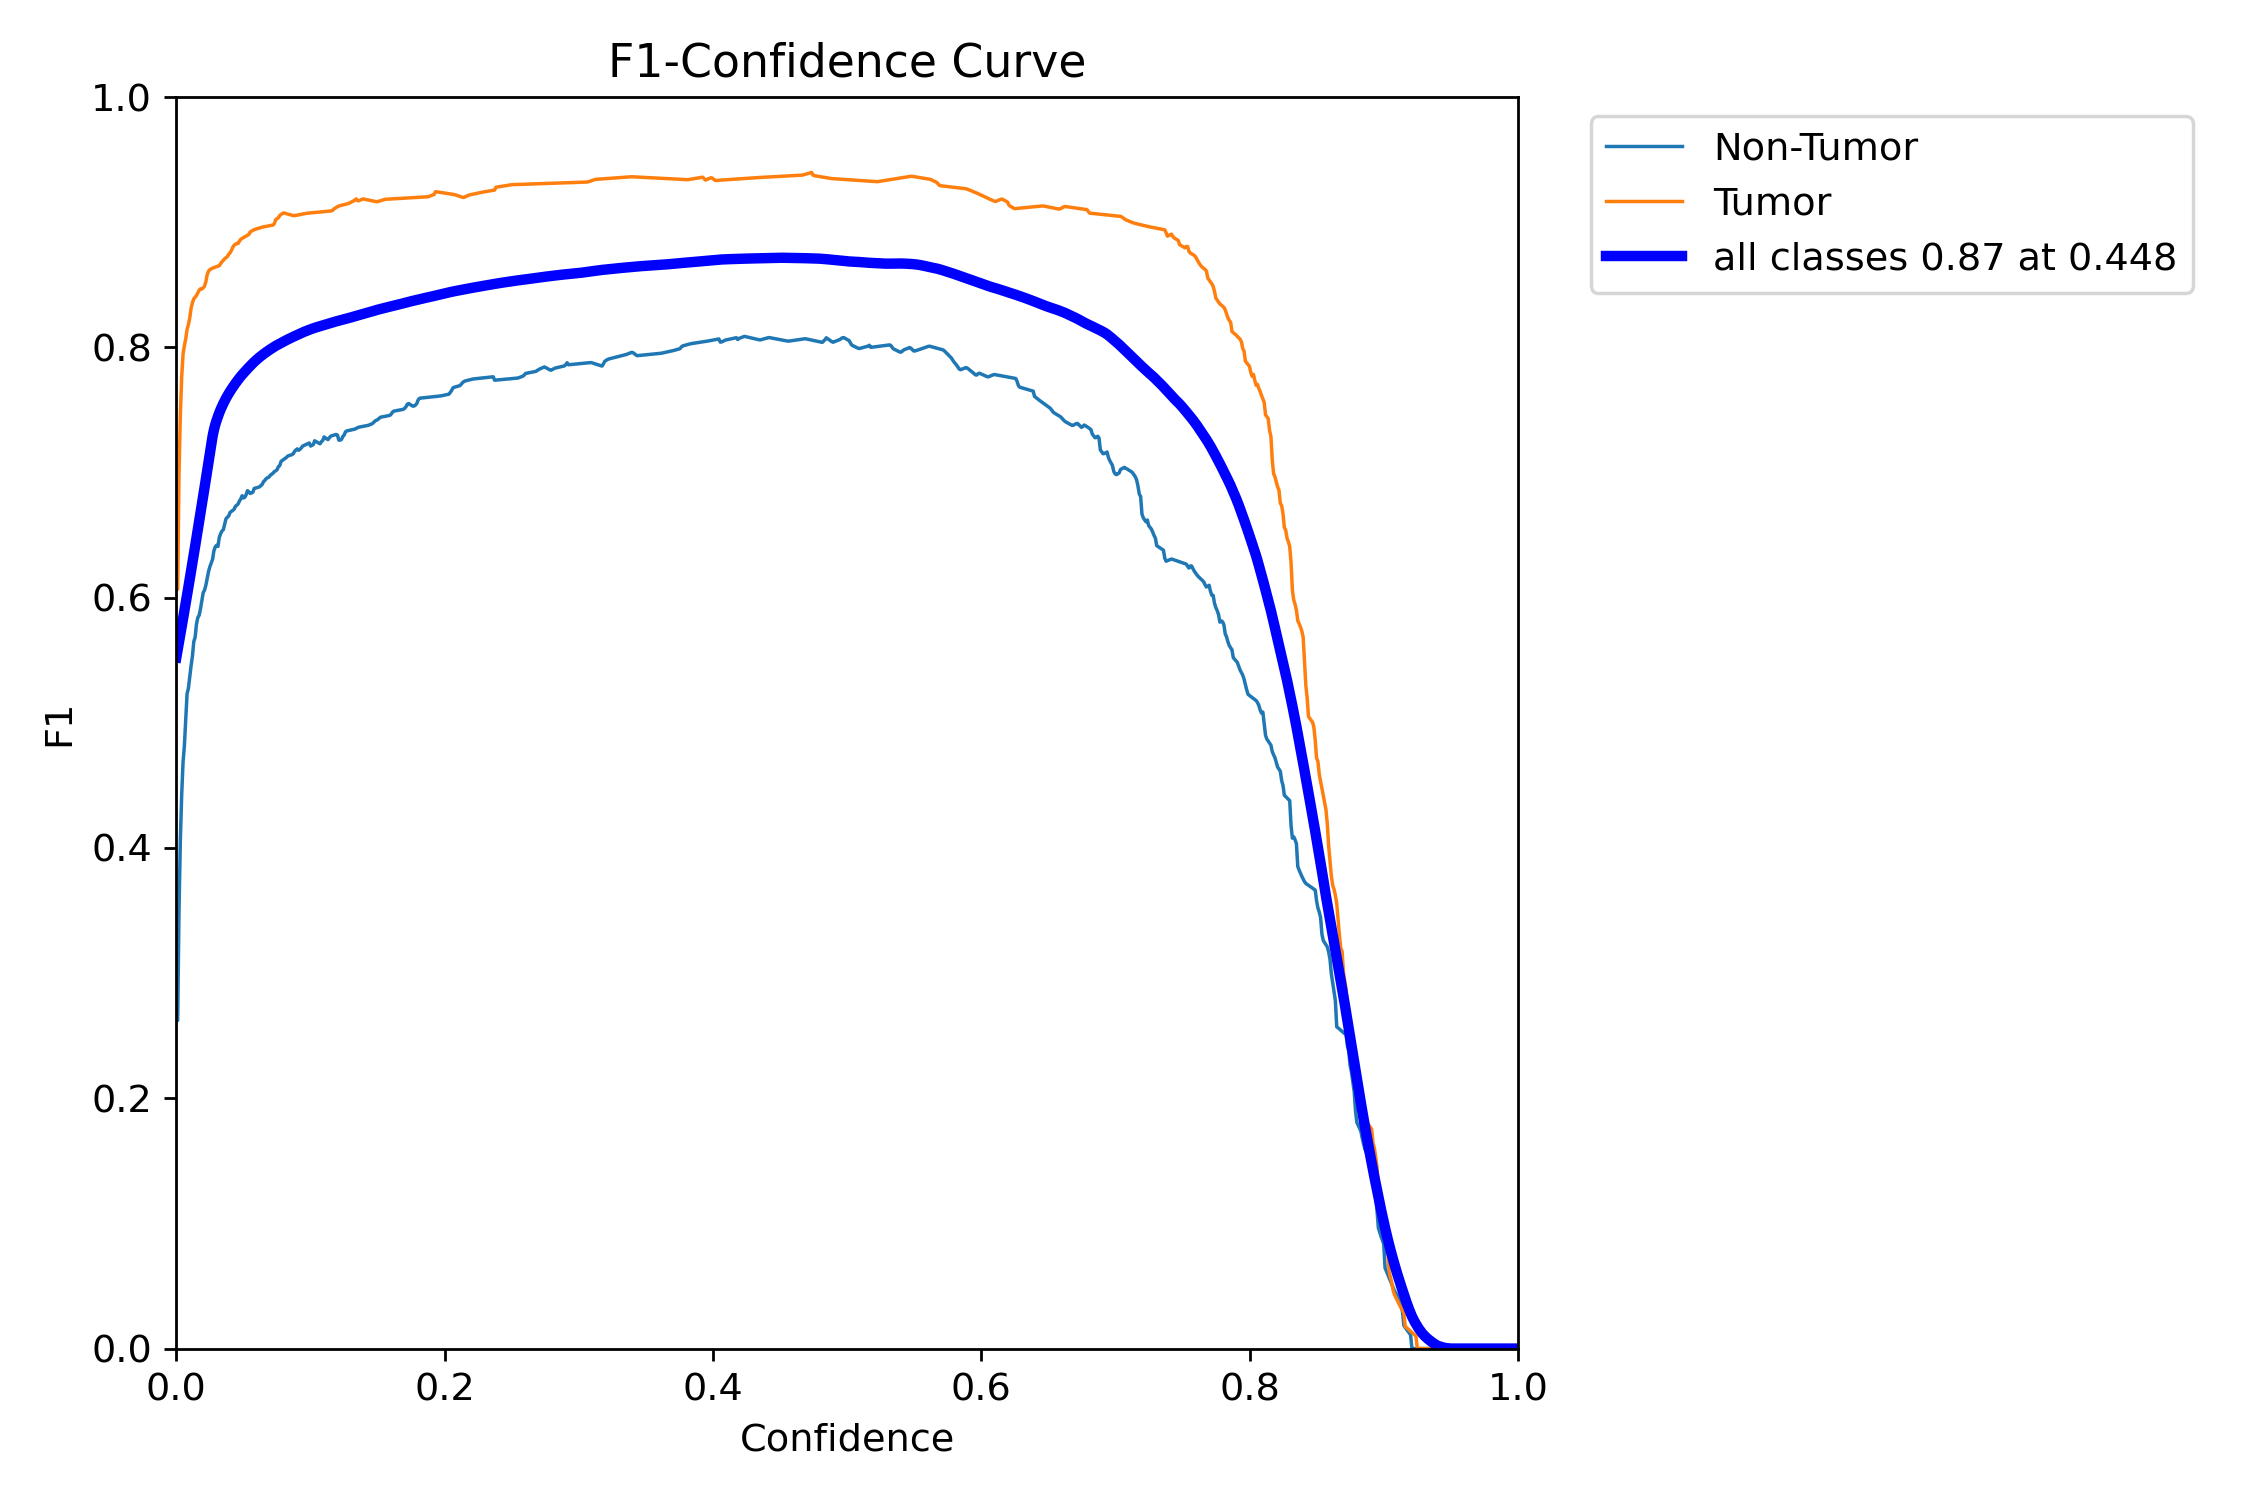 F1-Confidence Curve
1.0
0.8
0.6
0.4
0.2
0.0
F1
0.0 0.2 0.4 0.6 0.8 1.0
Confidence
Non-Tumor
Tumor
all classes 0.87 at 0.448